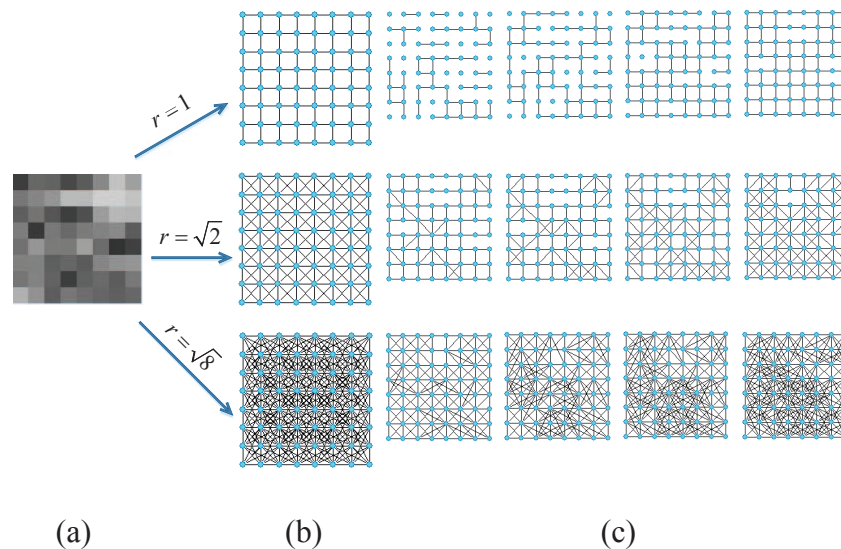 r = 1
r = √2
r = √8
(a)
(b)
(c)